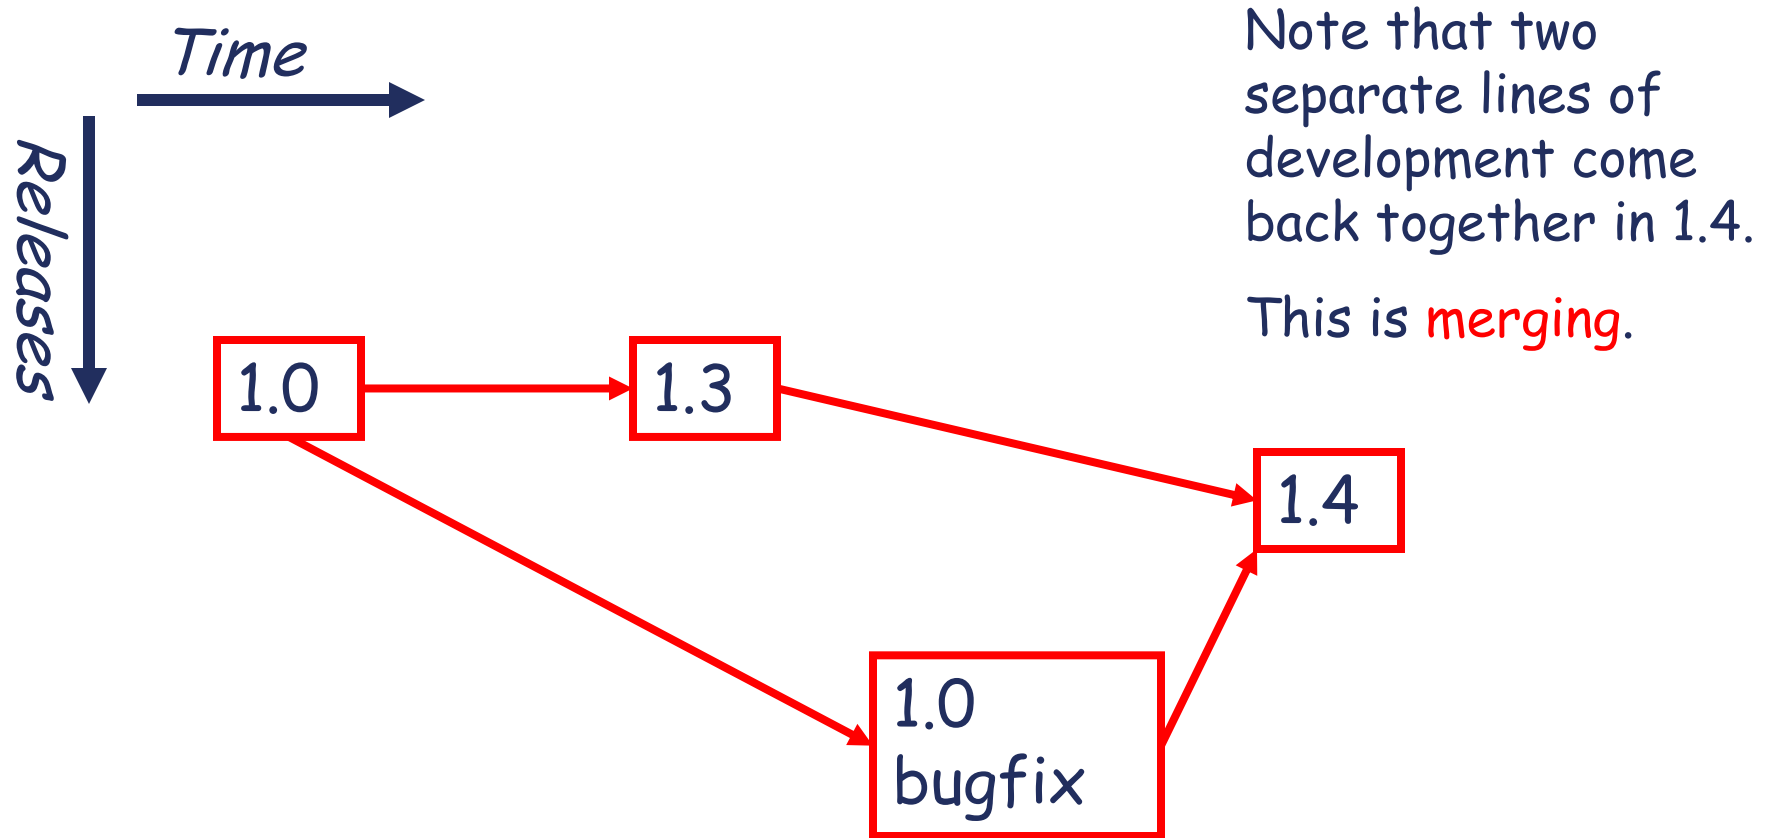 Time
Releases
Note that two
separate lines of
development come
back together in 1.4.
This is merging.
1.0
1.3
1.4
1.0
bugfix